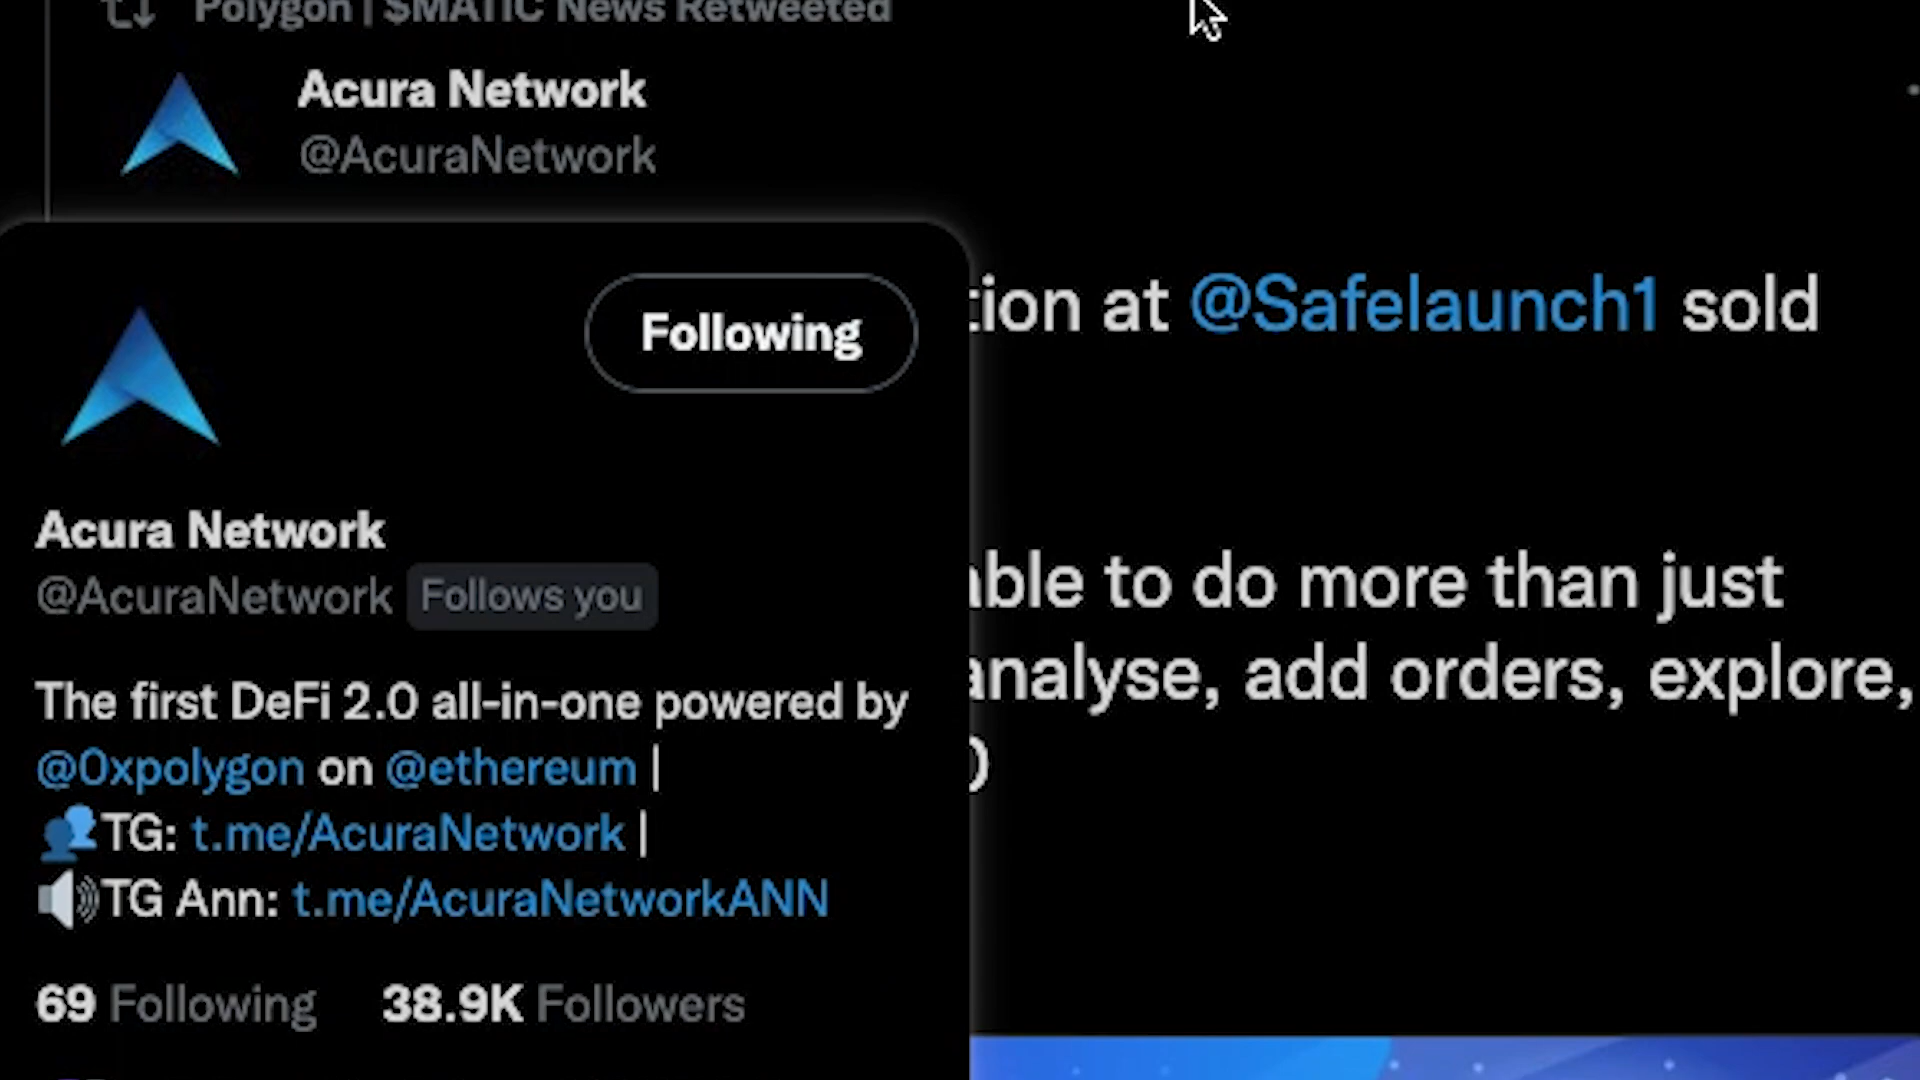 Polygon | $MATIC News Retweeted
Acura Network
@AcuraNetwork
tion at @Safelaunch1 sold
able to do more than just
analyse, add orders, explore,
Following
Acura Network
@AcuraNetwork Follows you
The first DeFi 2.0 all-in-one powered by
@0xpolygon on @ethereum |
👥TG: t.me/AcuraNetwork |
🔊TG Ann: t.me/AcuraNetworkANN
69 Following 38.9K Followers